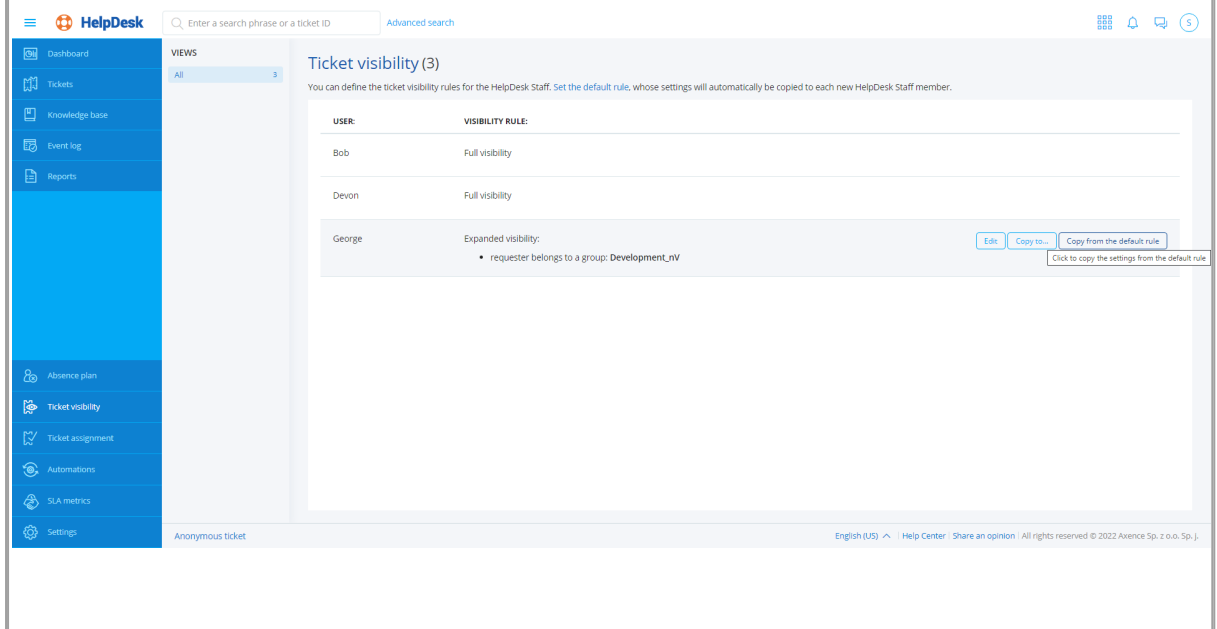 HelpDesk
Enter a search phrase or a ticket ID
Advanced search
S
Dashboard
Tickets
Knowledge base
Event log
Reports
Absence plan
Ticket visibility
Ticket assignment
Automations
SLA metrics
Settings
VIEWS
All 3
Ticket visibility (3)
You can define the ticket visibility rules for the HelpDesk Staff. Set the default rule, whose settings will automatically be copied to each new HelpDesk Staff member.
USER: VISIBILITY RULE:
Bob Full visibility
Devon Full visibility
George Expanded visibility: Edit Copy to... Copy from the default rule
• requester belongs to a group: Development_nV
Click to copy the settings from the default rule
Anonymous ticket
English (US) Help Center | Share an opinion | All rights reserved © 2022 Axence Sp. z o.o. Sp. j.